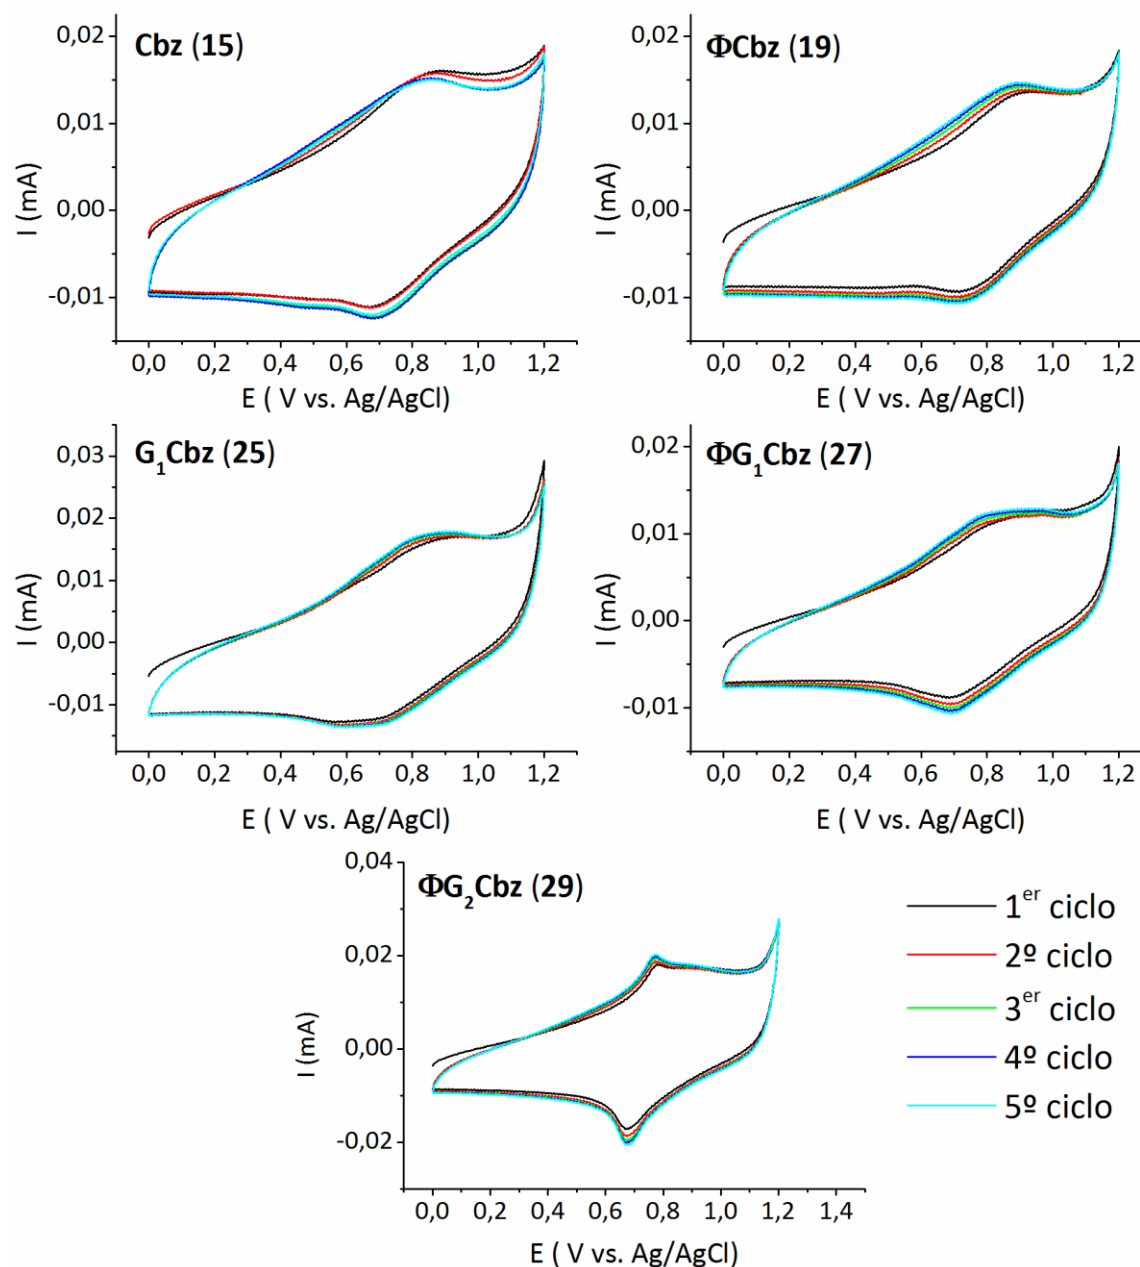 Cbz (15)
0,02
0,01
0,00
-0,01
I (mA)
0,0 0,2 0,4 0,6 0,8 1,0 1,2
E ( V vs. Ag/AgCl)
ΦCbz (19)
0,02
0,01
0,00
-0,01
I (mA)
0,0 0,2 0,4 0,6 0,8 1,0 1,2
E ( V vs. Ag/AgCl)
G₁Cbz (25)
0,03
0,02
0,01
0,00
-0,01
I (mA)
0,0 0,2 0,4 0,6 0,8 1,0 1,2
E ( V vs. Ag/AgCl)
ΦG₁Cbz (27)
0,02
0,01
0,00
-0,01
I (mA)
0,0 0,2 0,4 0,6 0,8 1,0 1,2
E ( V vs. Ag/AgCl)
ΦG₂Cbz (29)
0,04
0,02
0,00
-0,02
I (mA)
0,0 0,2 0,4 0,6 0,8 1,0 1,2 1,4
E ( V vs. Ag/AgCl)
1ᵉʳ ciclo
2º ciclo
3ᵉʳ ciclo
4º ciclo
5º ciclo